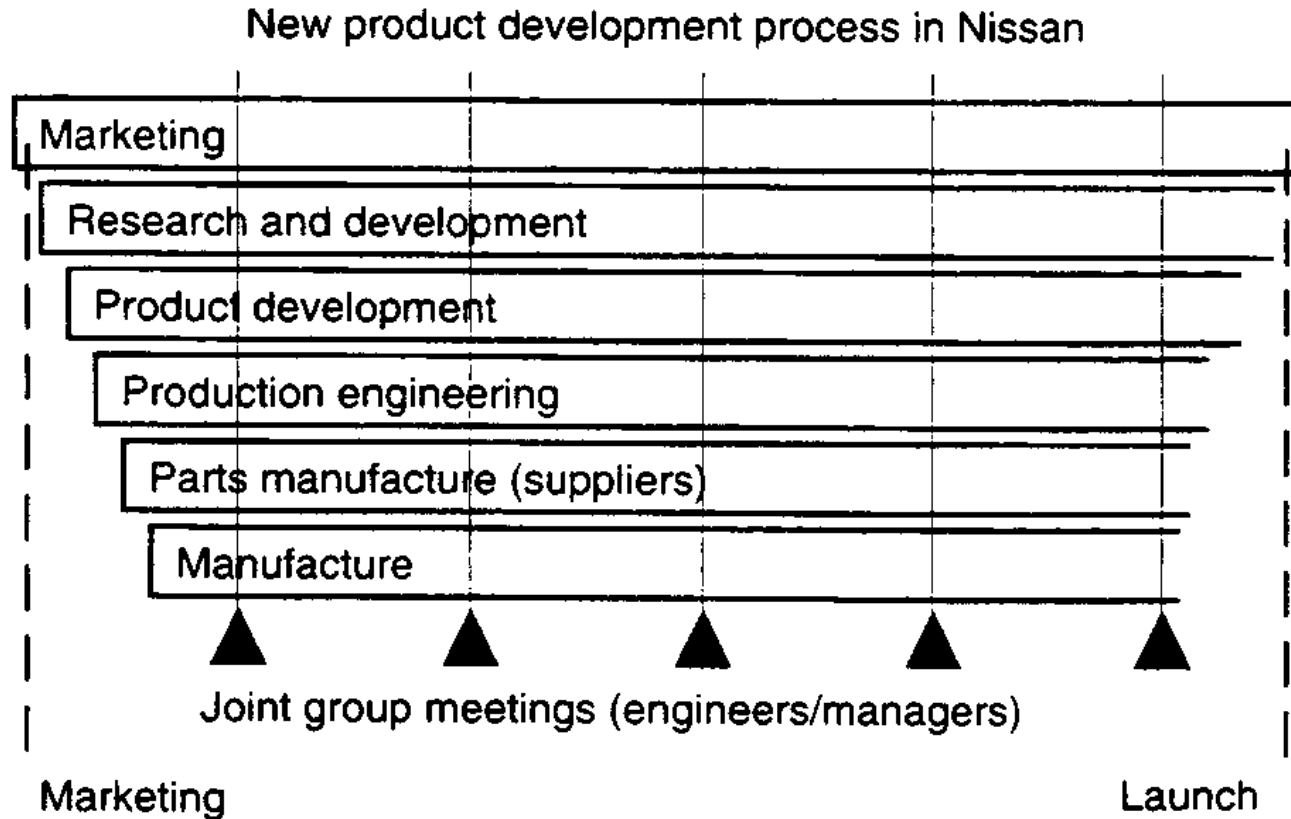 New product development process in Nissan
Marketing
Research and development
Product development
Production engineering
Parts manufacture (suppliers)
Manufacture
Joint group meetings (engineers/managers)
Marketing
Launch